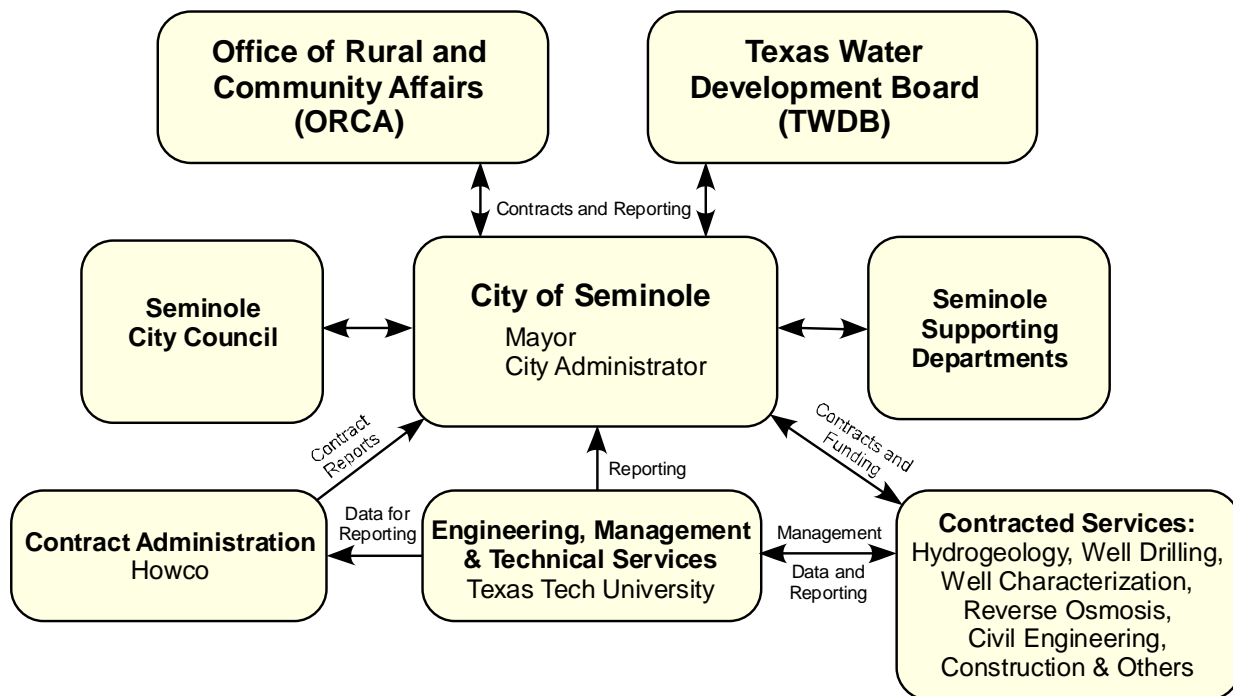 Office of Rural and
Community Affairs
(ORCA)
Texas Water
Development Board
(TWDB)
Contracts and Reporting
Seminole
City Council
City of Seminole
Mayor
City Administrator
Seminole
Supporting
Departments
Contract
Reports
Reporting
Contracts and
Funding
Contract Administration
Howco
Data for
Reporting
Engineering, Management
& Technical Services
Texas Tech University
Management
Data and
Reporting
Contracted Services:
Hydrogeology, Well Drilling,
Well Characterization,
Reverse Osmosis,
Civil Engineering,
Construction & Others